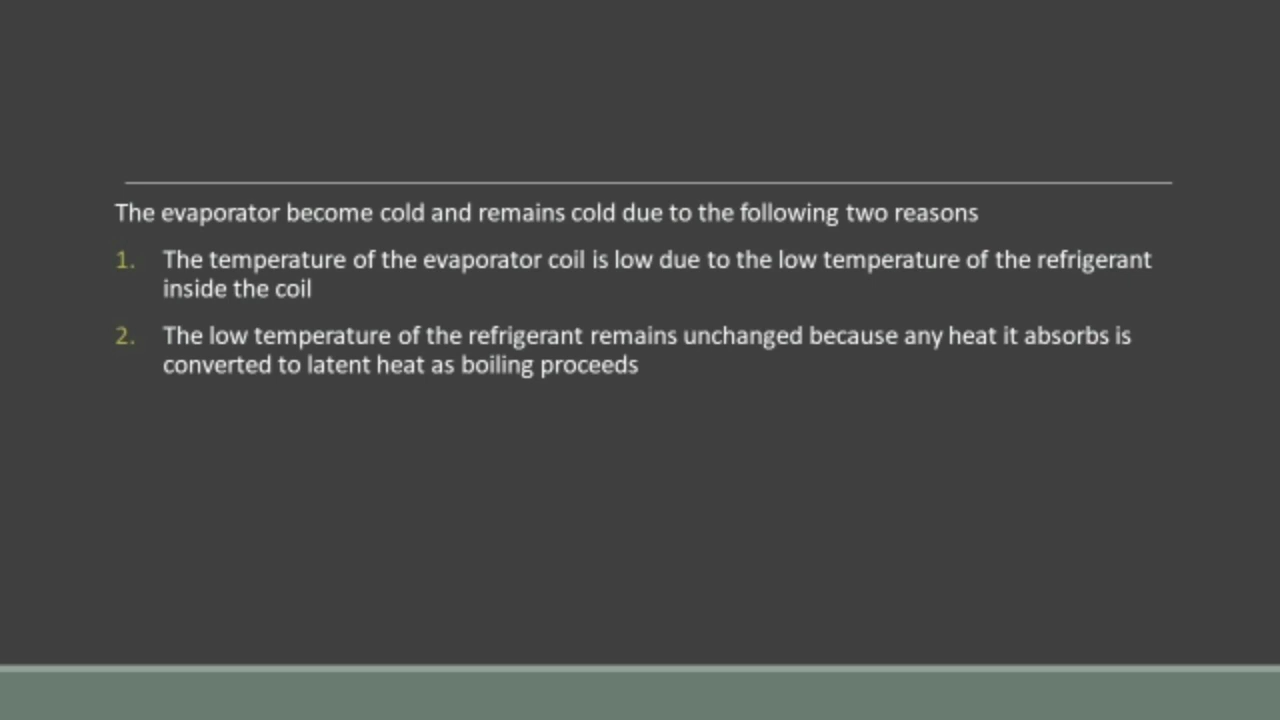 The evaporator become cold and remains cold due to the following two reasons
1. The temperature of the evaporator coil is low due to the low temperature of the refrigerant
inside the coil
2. The low temperature of the refrigerant remains unchanged because any heat it absorbs is
converted to latent heat as boiling proceeds